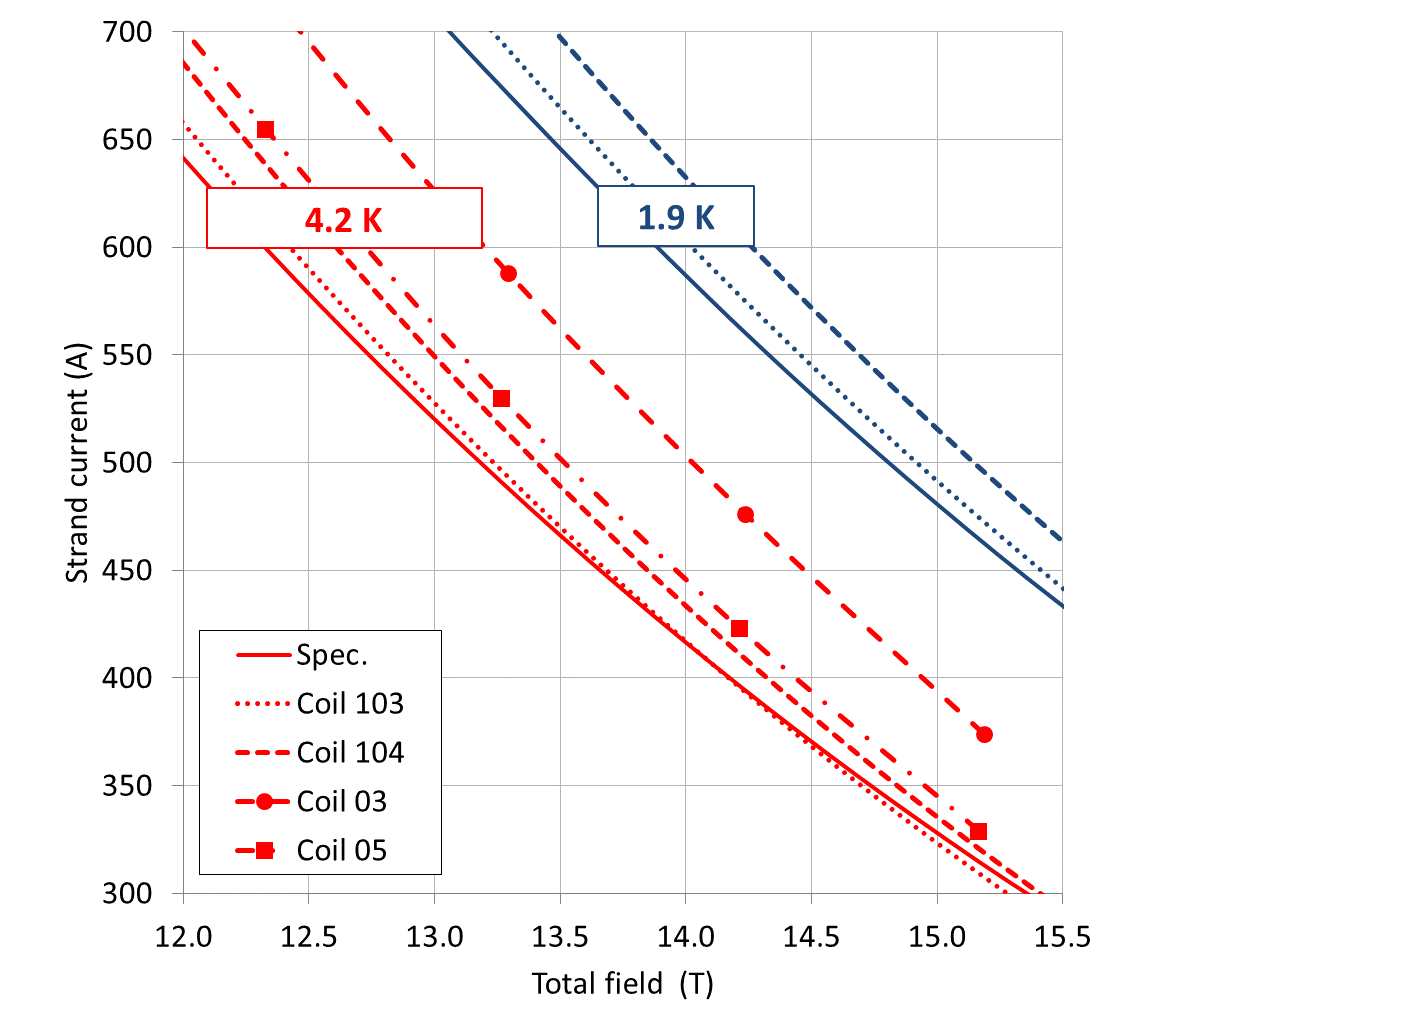 700
650
600
550
500
450
400
350
300
Strand current (A)
4.2 K
1.9 K
Spec.
Coil 103
Coil 104
Coil 03
Coil 05
12.0 12.5 13.0 13.5 14.0 14.5 15.0 15.5
Total field (T)